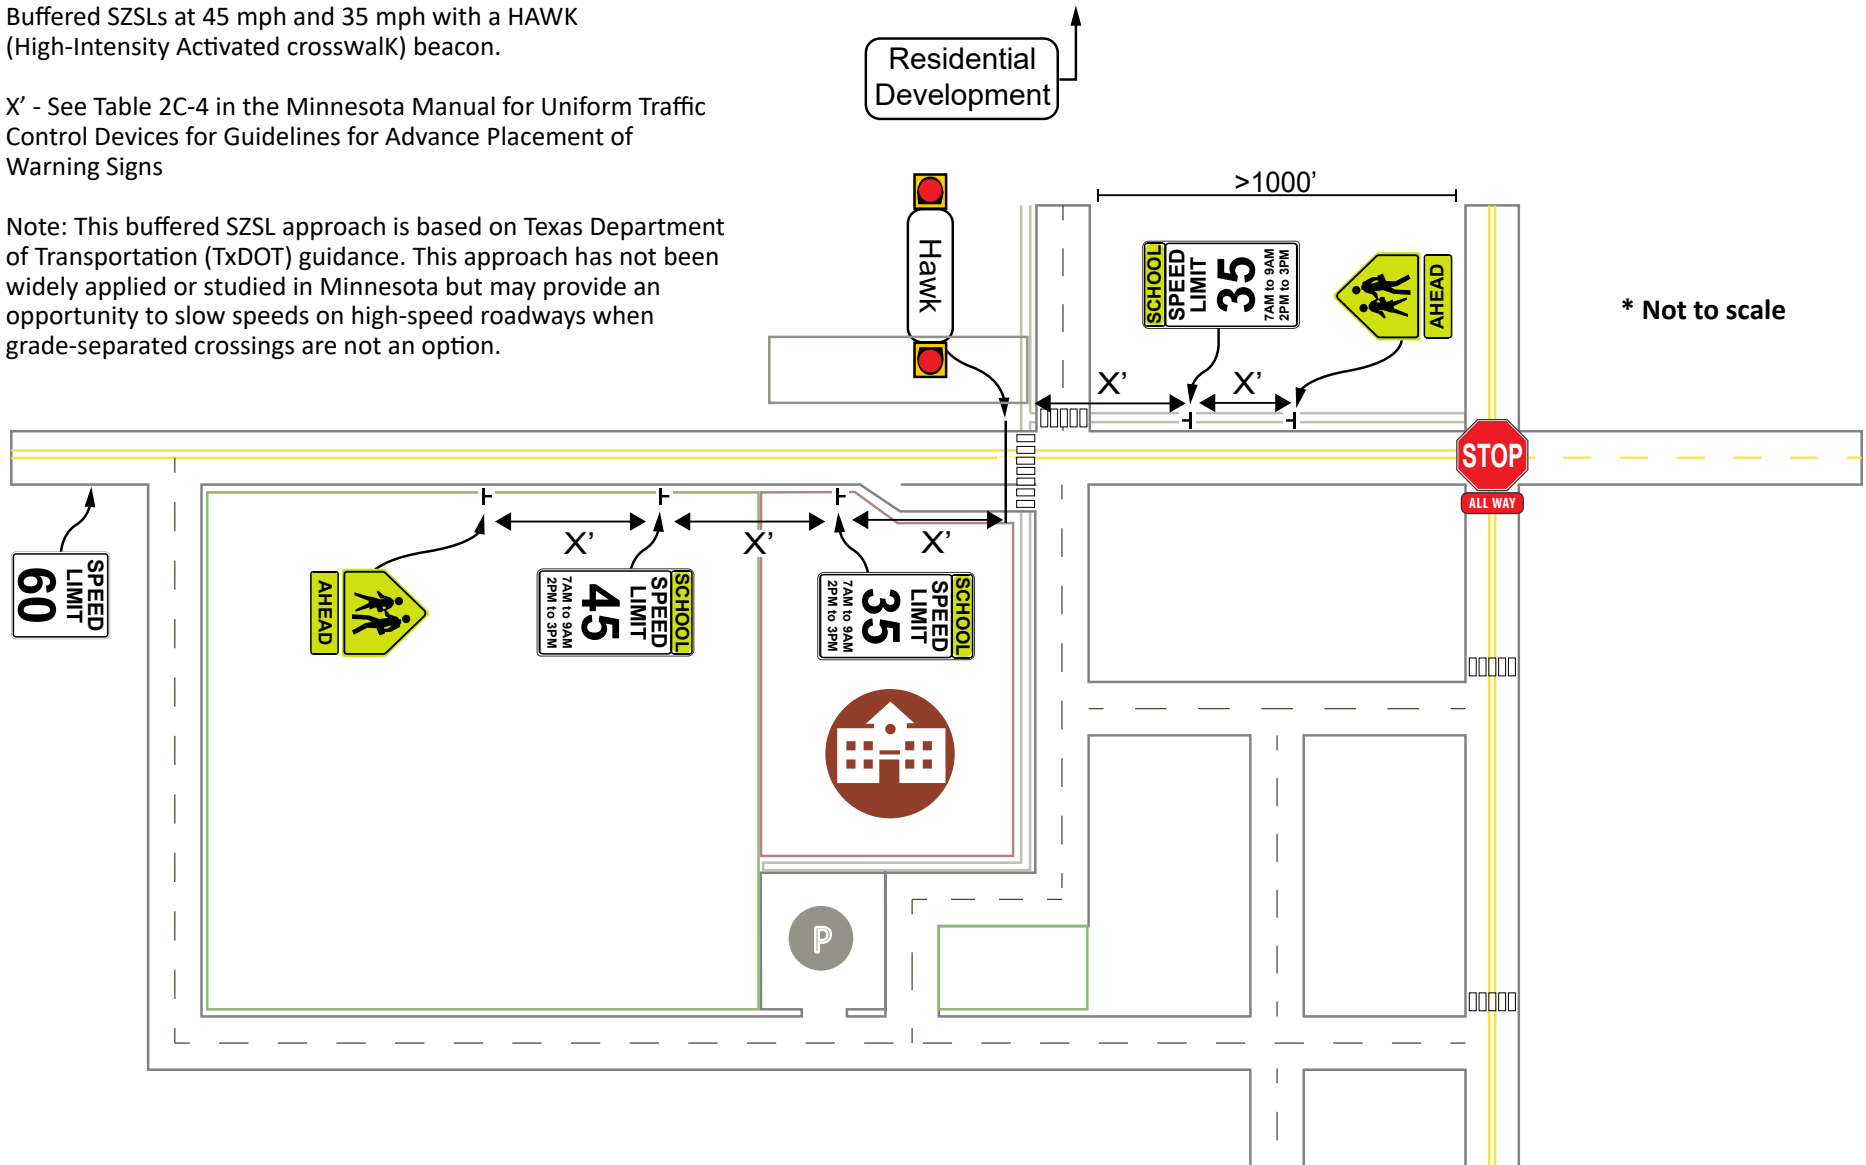 Buffered SZSLs at 45 mph and 35 mph with a HAWK
(High-Intensity Activated crosswalK) beacon.
X’ - See Table 2C-4 in the Minnesota Manual for Uniform Traffic
Control Devices for Guidelines for Advance Placement of
Warning Signs
Note: This buffered SZSL approach is based on Texas Department
of Transportation (TxDOT) guidance. This approach has not been
widely applied or studied in Minnesota but may provide an
opportunity to slow speeds on high-speed roadways when
grade-separated crossings are not an option.
Residential
Development
>1000’
Hawk
SCHOOL
SPEED
LIMIT
35
7AM to 9AM
2PM to 3PM
AHEAD
* Not to scale
X’
X’
STOP
ALL WAY
X’
X’
X’
SPEED
LIMIT
60
AHEAD
SCHOOL
SPEED
LIMIT
45
7AM to 9AM
2PM to 3PM
SCHOOL
SPEED
LIMIT
35
7AM to 9AM
2PM to 3PM
P